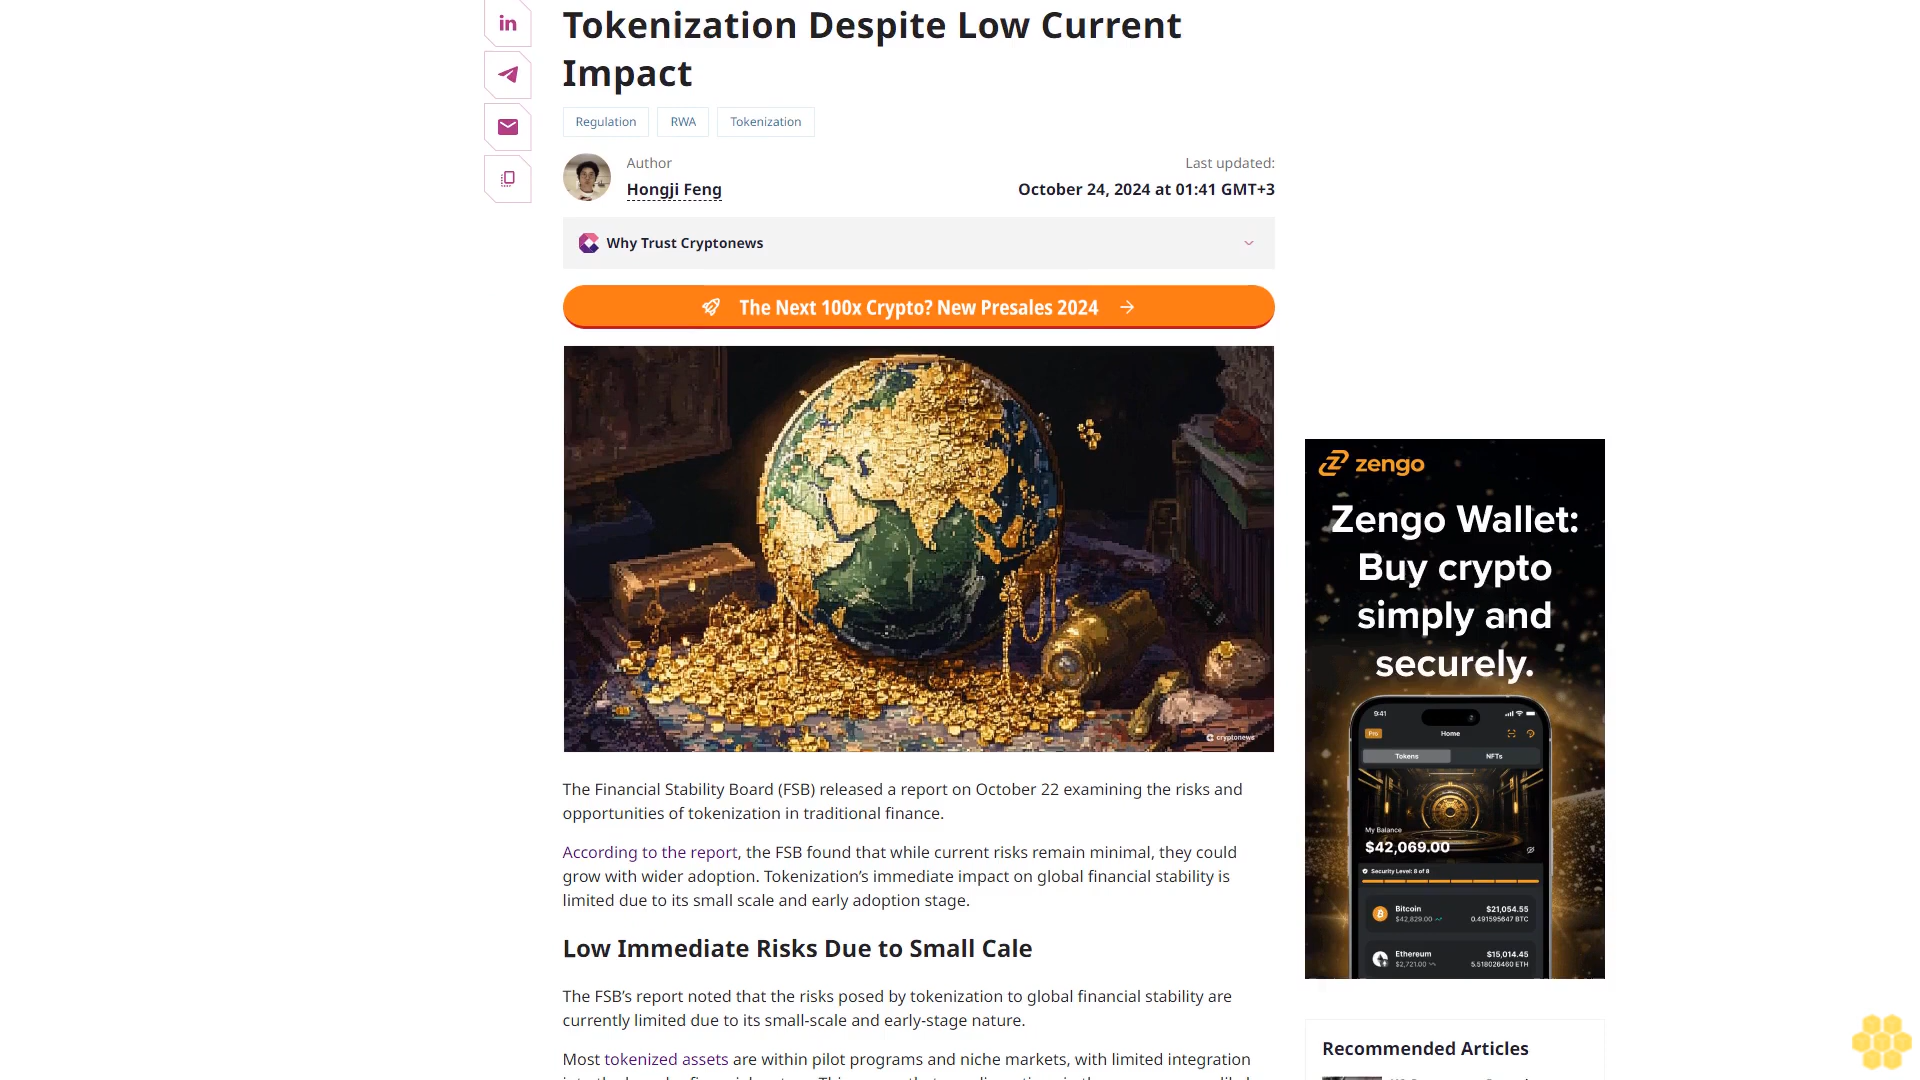 Tokenization Despite Low Current
Impact
Regulation
RWA
Tokenization
Author
Hongji Feng
Last updated:
October 24, 2024 at 01:41 GMT+3
Why Trust Cryptonews
The Next 100x Crypto? New Presales 2024
cryptonews
The Financial Stability Board (FSB) released a report on October 22 examining the risks and
opportunities of tokenization in traditional finance.
According to the report, the FSB found that while current risks remain minimal, they could
grow with wider adoption. Tokenization’s immediate impact on global financial stability is
limited due to its small scale and early adoption stage.
Low Immediate Risks Due to Small Cale
The FSB’s report noted that the risks posed by tokenization to global financial stability are
currently limited due to its small-scale and early-stage nature.
Most tokenized assets are within pilot programs and niche markets, with limited integration
zengo
Zengo Wallet:
Buy crypto
simply and
securely.
9:41
Pro
Home
Tokens
NFTs
My Balance
$42,069.00
Security Level: 8 of 8
Bitcoin
$21,054.55
$42,829.00
0.491595647 BTC
Ethereum
$15,014.45
$2,721.00
5.518026460 ETH
Recommended Articles